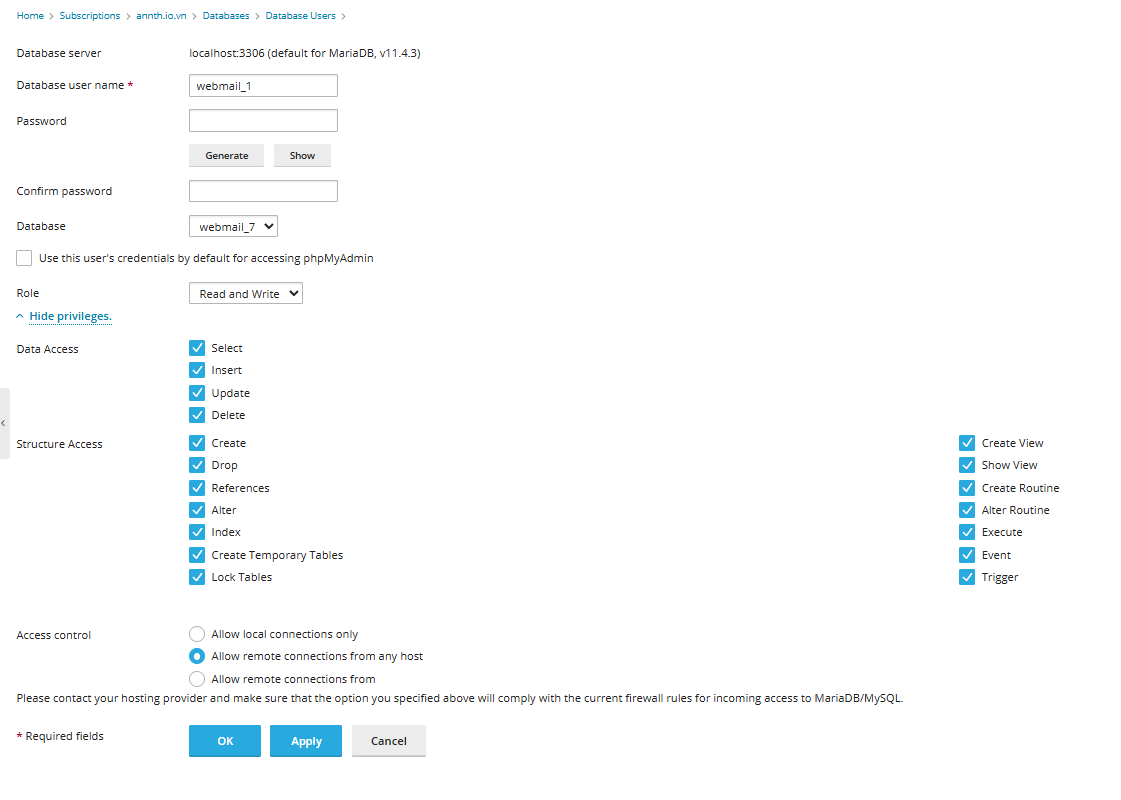 Home > Subscriptions > annth.io.vn > Databases > Database Users >
Database server localhost:3306 (default for MariaDB, v11.4.3)
Database user name * webmail_1
Password
Generate Show
Confirm password
Database webmail_7
Use this user's credentials by default for accessing phpMyAdmin
Role Read and Write
Hide privileges.
Data Access Select
Insert
Update
Delete
Structure Access Create Create View
Drop Show View
References Create Routine
Alter Alter Routine
Index Execute
Create Temporary Tables Event
Lock Tables Trigger
Access control Allow local connections only
Allow remote connections from any host
Allow remote connections from
Please contact your hosting provider and make sure that the option you specified above will comply with the current firewall rules for incoming access to MariaDB/MySQL.
* Required fields OK Apply Cancel